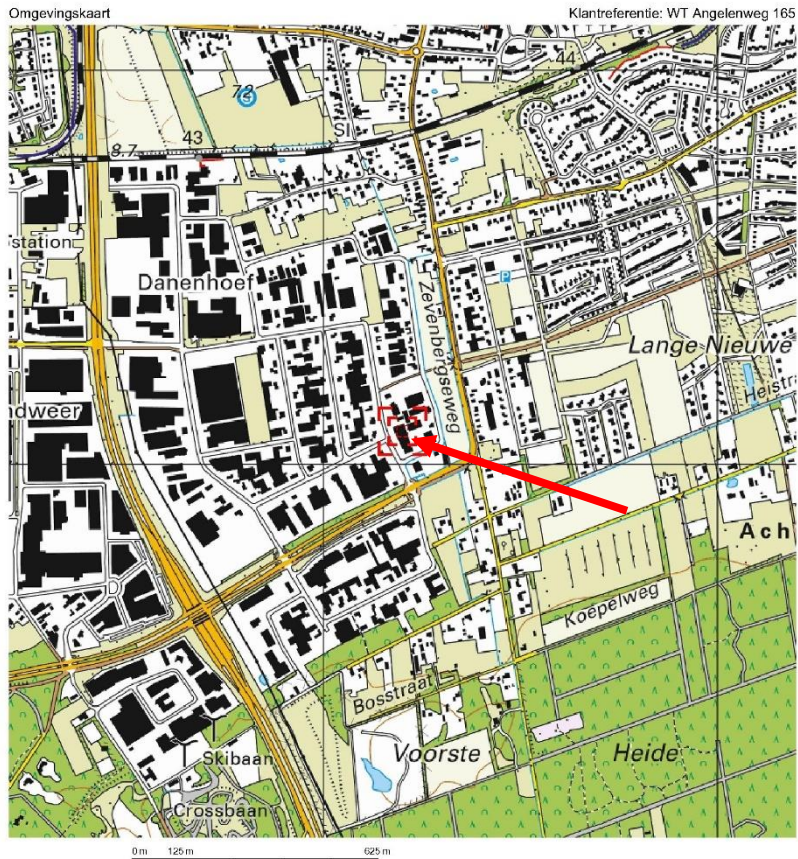 Omgevingskaart
Klantreferentie: WT Angelenweg 165
44
72
43
8.7
Sl
station
Danenhoef
Zevenbergseweg
P
Lange Nieuwe
Heistra
ndweer
Ach
Koepelweg
Bosstraat
Voorste
Heide
Skibaan
Crossbaan
0 m 125 m 625 m